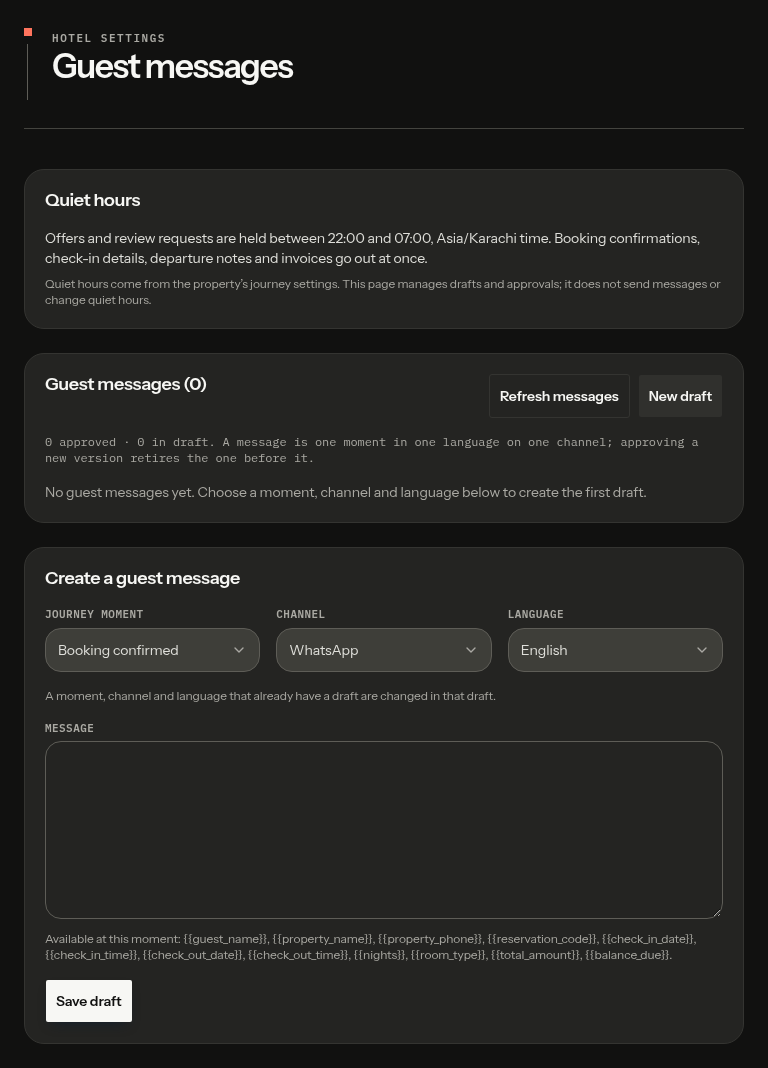 HOTEL SETTINGS
Guest messages
Quiet hours
Offers and review requests are held between 22:00 and 07:00, Asia/Karachi time. Booking confirmations,
check-in details, departure notes and invoices go out at once.
Quiet hours come from the property's journey settings. This page manages drafts and approvals; it does not send messages or
change quiet hours.
Guest messages (0)
Refresh messages
New draft
0 approved · 0 in draft. A message is one moment in one language on one channel; approving a
new version retires the one before it.
No guest messages yet. Choose a moment, channel and language below to create the first draft.
Create a guest message
JOURNEY MOMENT
CHANNEL
LANGUAGE
Booking confirmed
WhatsApp
English
A moment, channel and language that already have a draft are changed in that draft.
MESSAGE
Available at this moment: {{guest_name}}, {{property_name}}, {{property_phone}}, {{reservation_code}}, {{check_in_date}},
{{check_in_time}}, {{check_out_date}}, {{check_out_time}}, {{nights}}, {{room_type}}, {{total_amount}}, {{balance_due}}.
Save draft